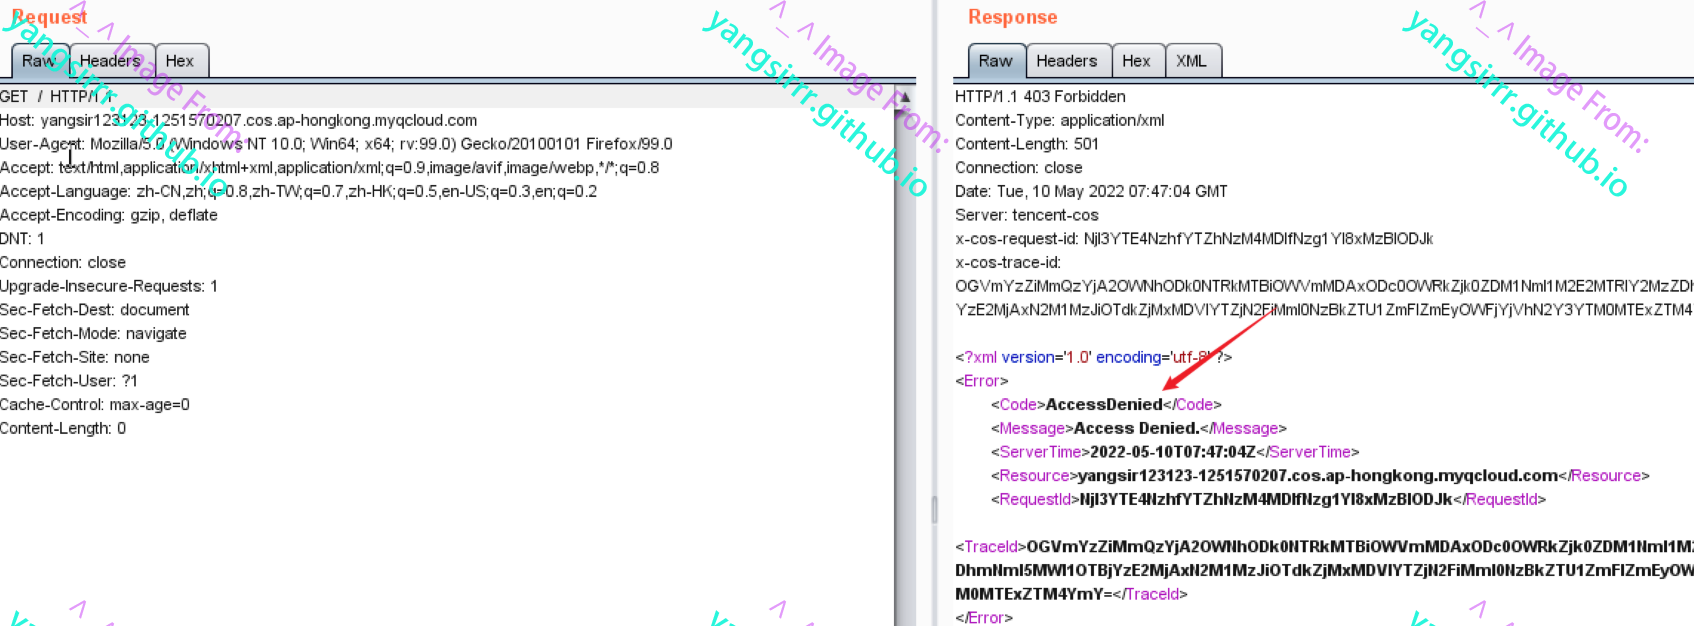 Request
Raw Headers Hex
GET / HTTP/1.1
Host: yangsir123123-1251570207.cos.ap-hongkong.myqcloud.com
User-Agent: Mozilla/5.0 (Windows NT 10.0; Win64; x64; rv:99.0) Gecko/20100101 Firefox/99.0
Accept: text/html,application/xhtml+xml,application/xml;q=0.9,image/avif,image/webp,*/*;q=0.8
Accept-Language: zh-CN,zh;q=0.8,zh-TW;q=0.7,zh-HK;q=0.5,en-US;q=0.3,en;q=0.2
Accept-Encoding: gzip, deflate
DNT: 1
Connection: close
Upgrade-Insecure-Requests: 1
Sec-Fetch-Dest: document
Sec-Fetch-Mode: navigate
Sec-Fetch-Site: none
Sec-Fetch-User: ?1
Cache-Control: max-age=0
Content-Length: 0
Response
Raw Headers Hex XML
HTTP/1.1 403 Forbidden
Content-Type: application/xml
Content-Length: 501
Connection: close
Date: Tue, 10 May 2022 07:47:04 GMT
Server: tencent-cos
x-cos-request-id: NjI3YTE4NzhfYTZhNzM4MDlfNzg1Yl8xMzBlODJk
x-cos-trace-id:
<?xml version='1.0' encoding='utf-8' ?>
<Error>
<Code>AccessDenied</Code>
<Message>Access Denied.</Message>
<ServerTime>2022-05-10T07:47:04Z</ServerTime>
<Resource>yangsir123123-1251570207.cos.ap-hongkong.myqcloud.com</Resource>
<RequestId>NjI3YTE4NzhfYTZhNzM4MDlfNzg1Yl8xMzBlODJk</RequestId>
M0MTExZTM4YmY=</TraceId>
</Error>
^_^ Image From:
yangsirrr.github.io
^_^ Image From:
yangsirrr.github.io
^_^ Image From:
yangsirrr.github.io